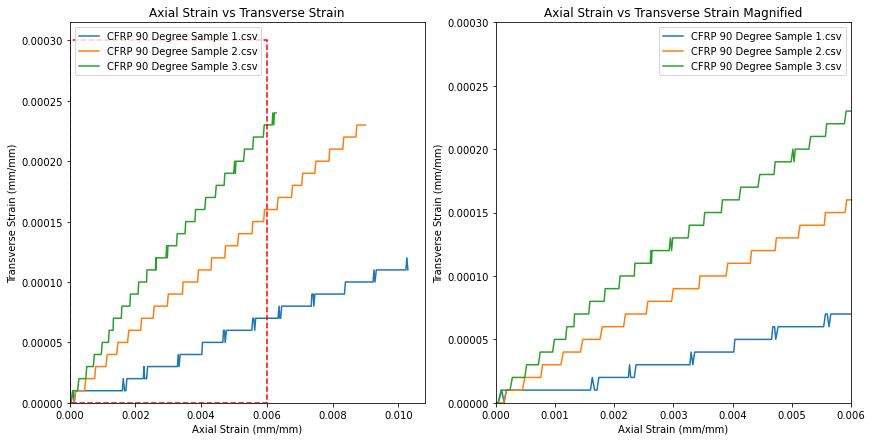 Axial Strain vs Transverse Strain
CFRP 90 Degree Sample 1.csv
CFRP 90 Degree Sample 2.csv
CFRP 90 Degree Sample 3.csv
0.00030
0.00025
0.00020
0.00015
0.00010
0.00005
0.00000
Transverse Strain (mm/mm)
0.000 0.002 0.004 0.006 0.008 0.010
Axial Strain (mm/mm)
Axial Strain vs Transverse Strain Magnified
CFRP 90 Degree Sample 1.csv
CFRP 90 Degree Sample 2.csv
CFRP 90 Degree Sample 3.csv
0.00030
0.00025
0.00020
0.00015
0.00010
0.00005
0.00000
Transverse Strain (mm/mm)
0.000 0.001 0.002 0.003 0.004 0.005 0.006
Axial Strain (mm/mm)